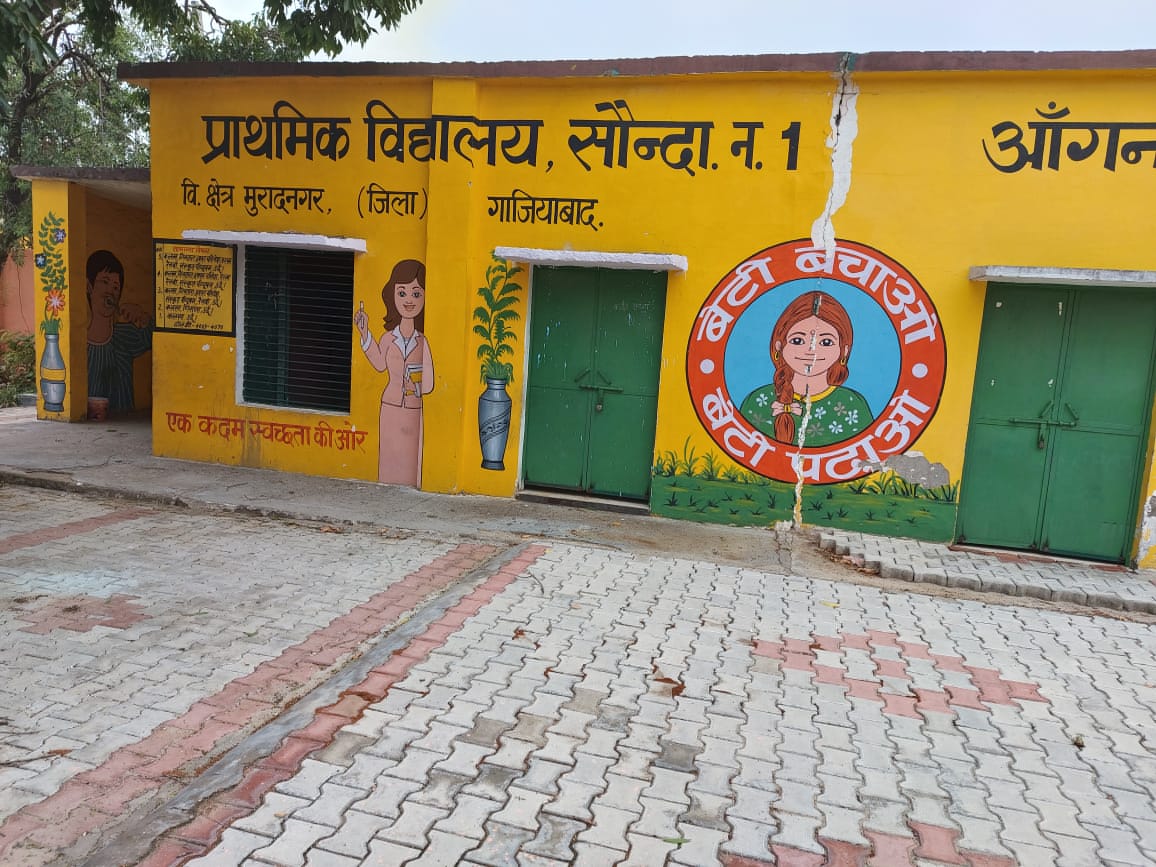 प्राथमिक विद्यालय, सौन्दा. न. 1
वि. क्षेत्र मुरादनगर, (जिला) गाजियाबाद.
आँगन
एक कदम स्वच्छता की ओर
बेटी बचाओ
बेटी पढ़ाओ